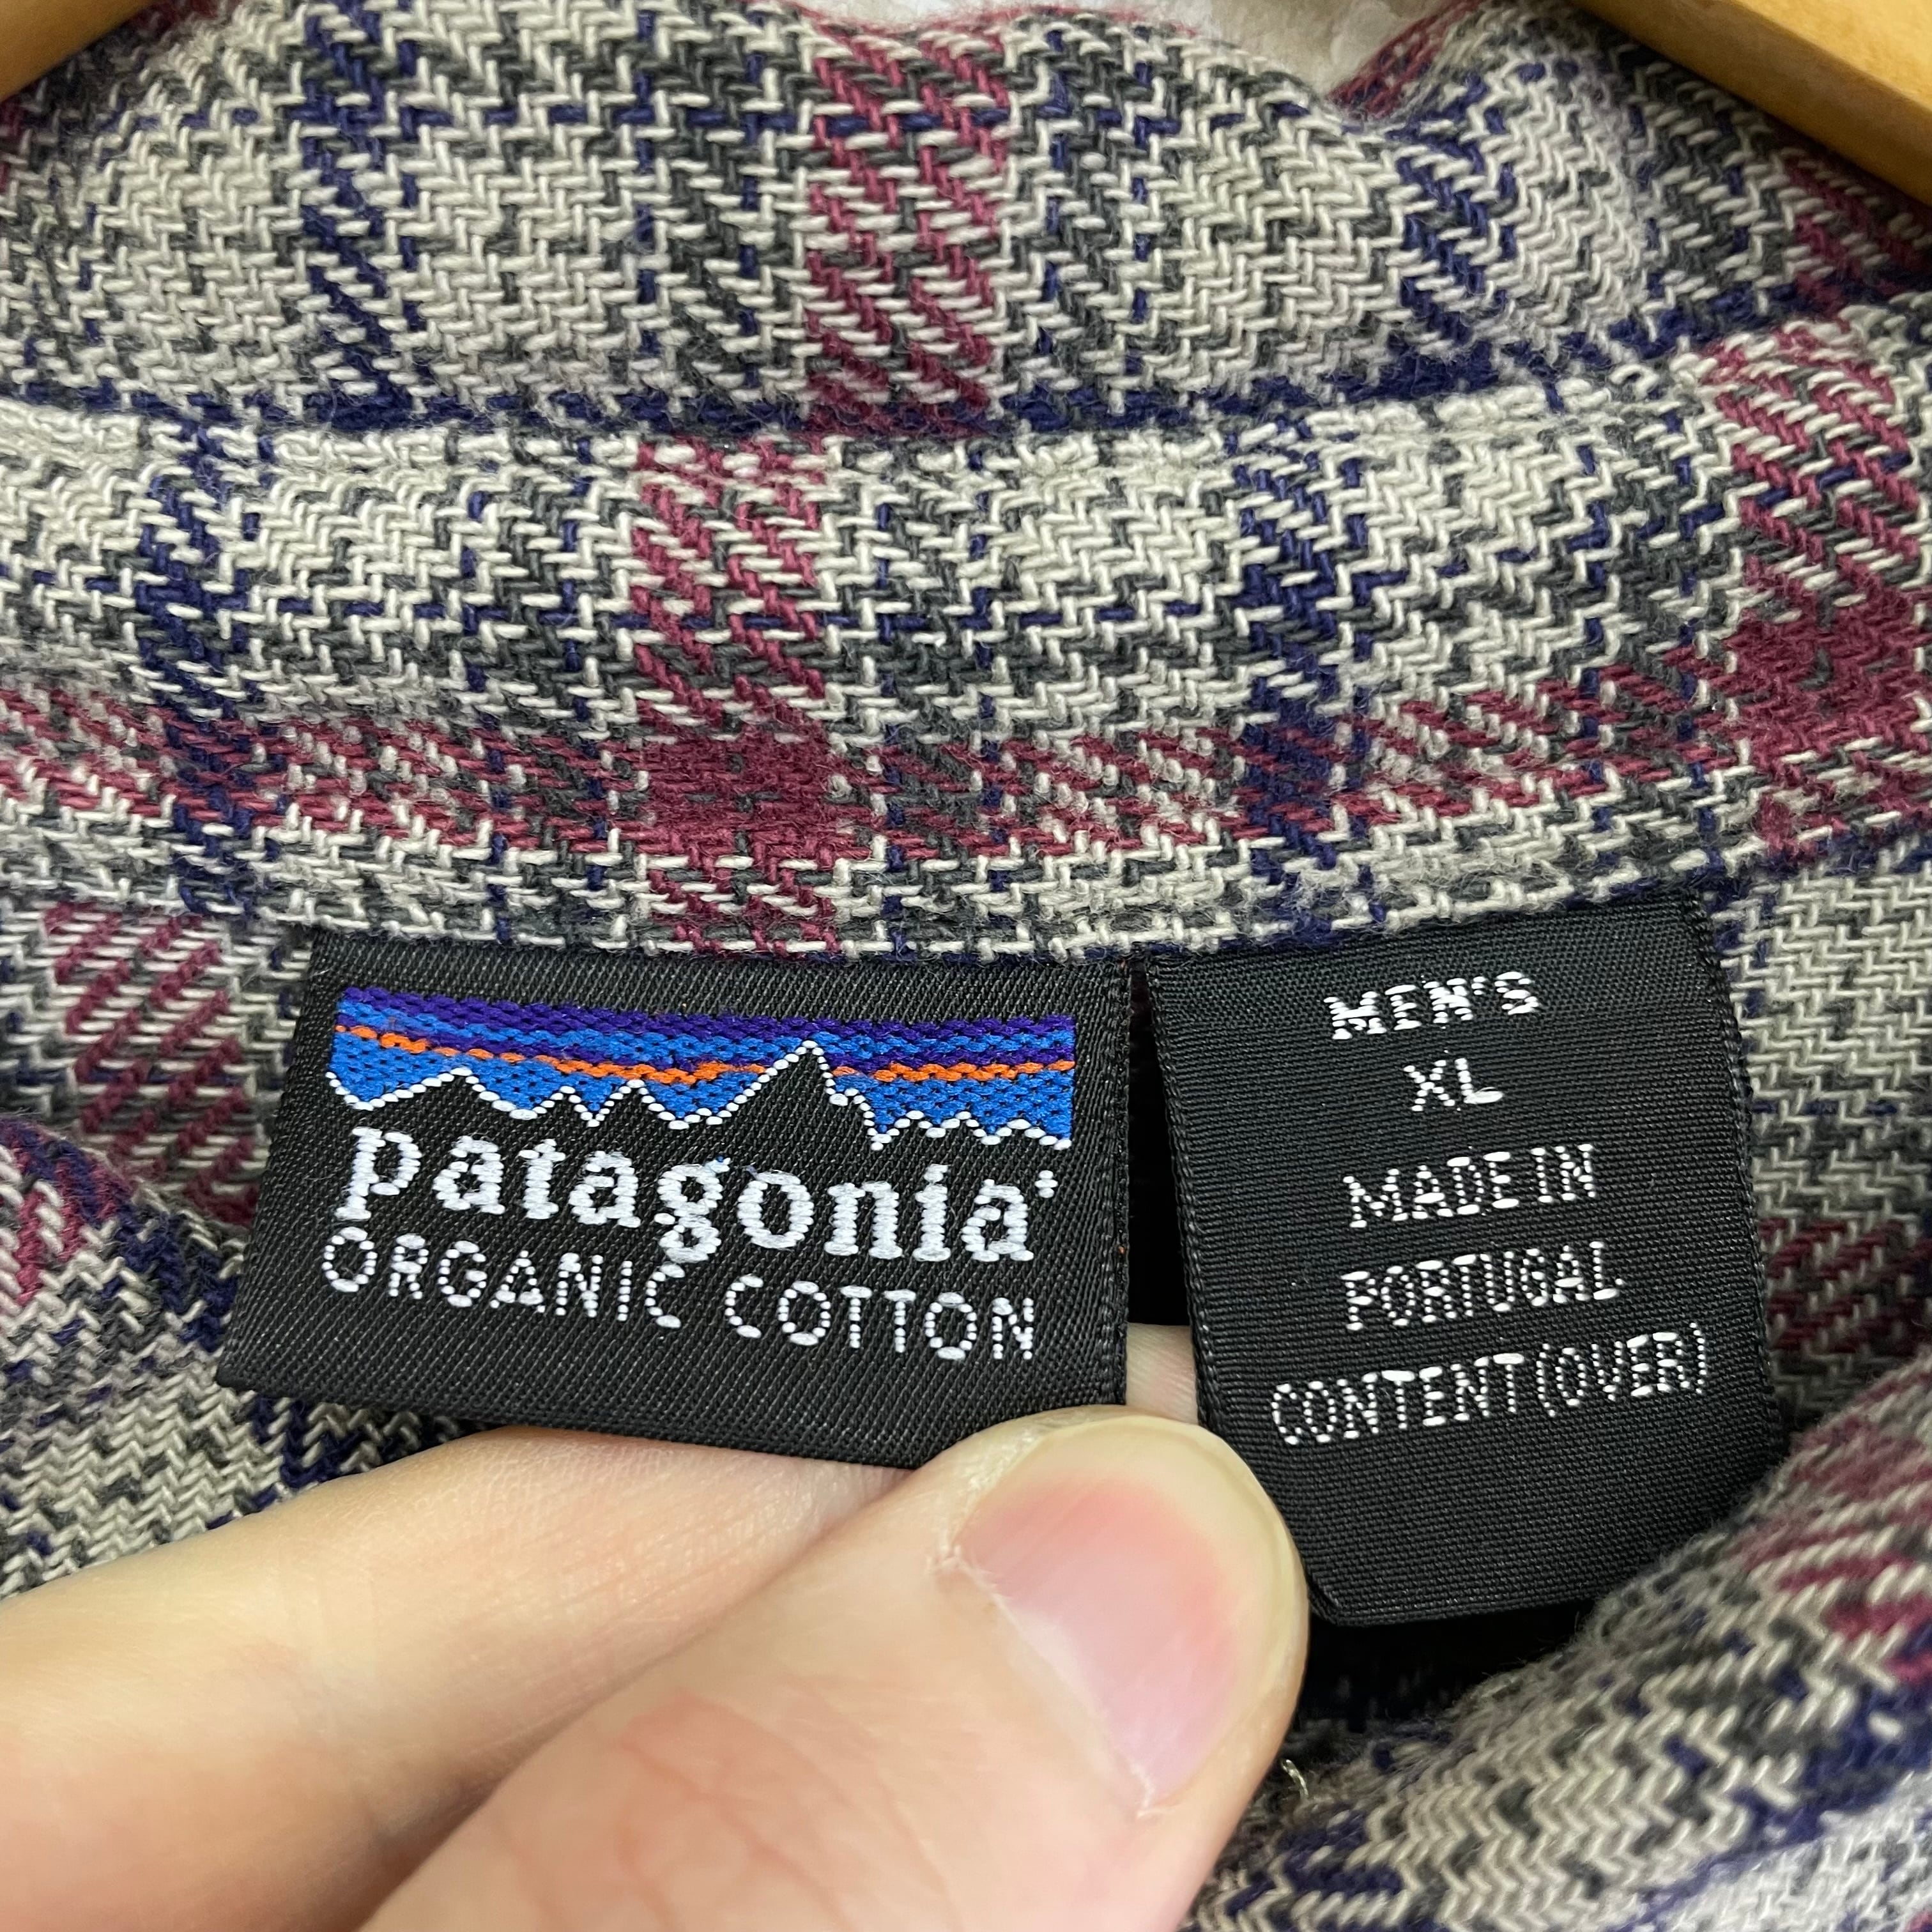 patagonia
ORGANIC COTTON
MEN'S
XL
MADE IN
PORTUGAL
CONTENT (OVER)